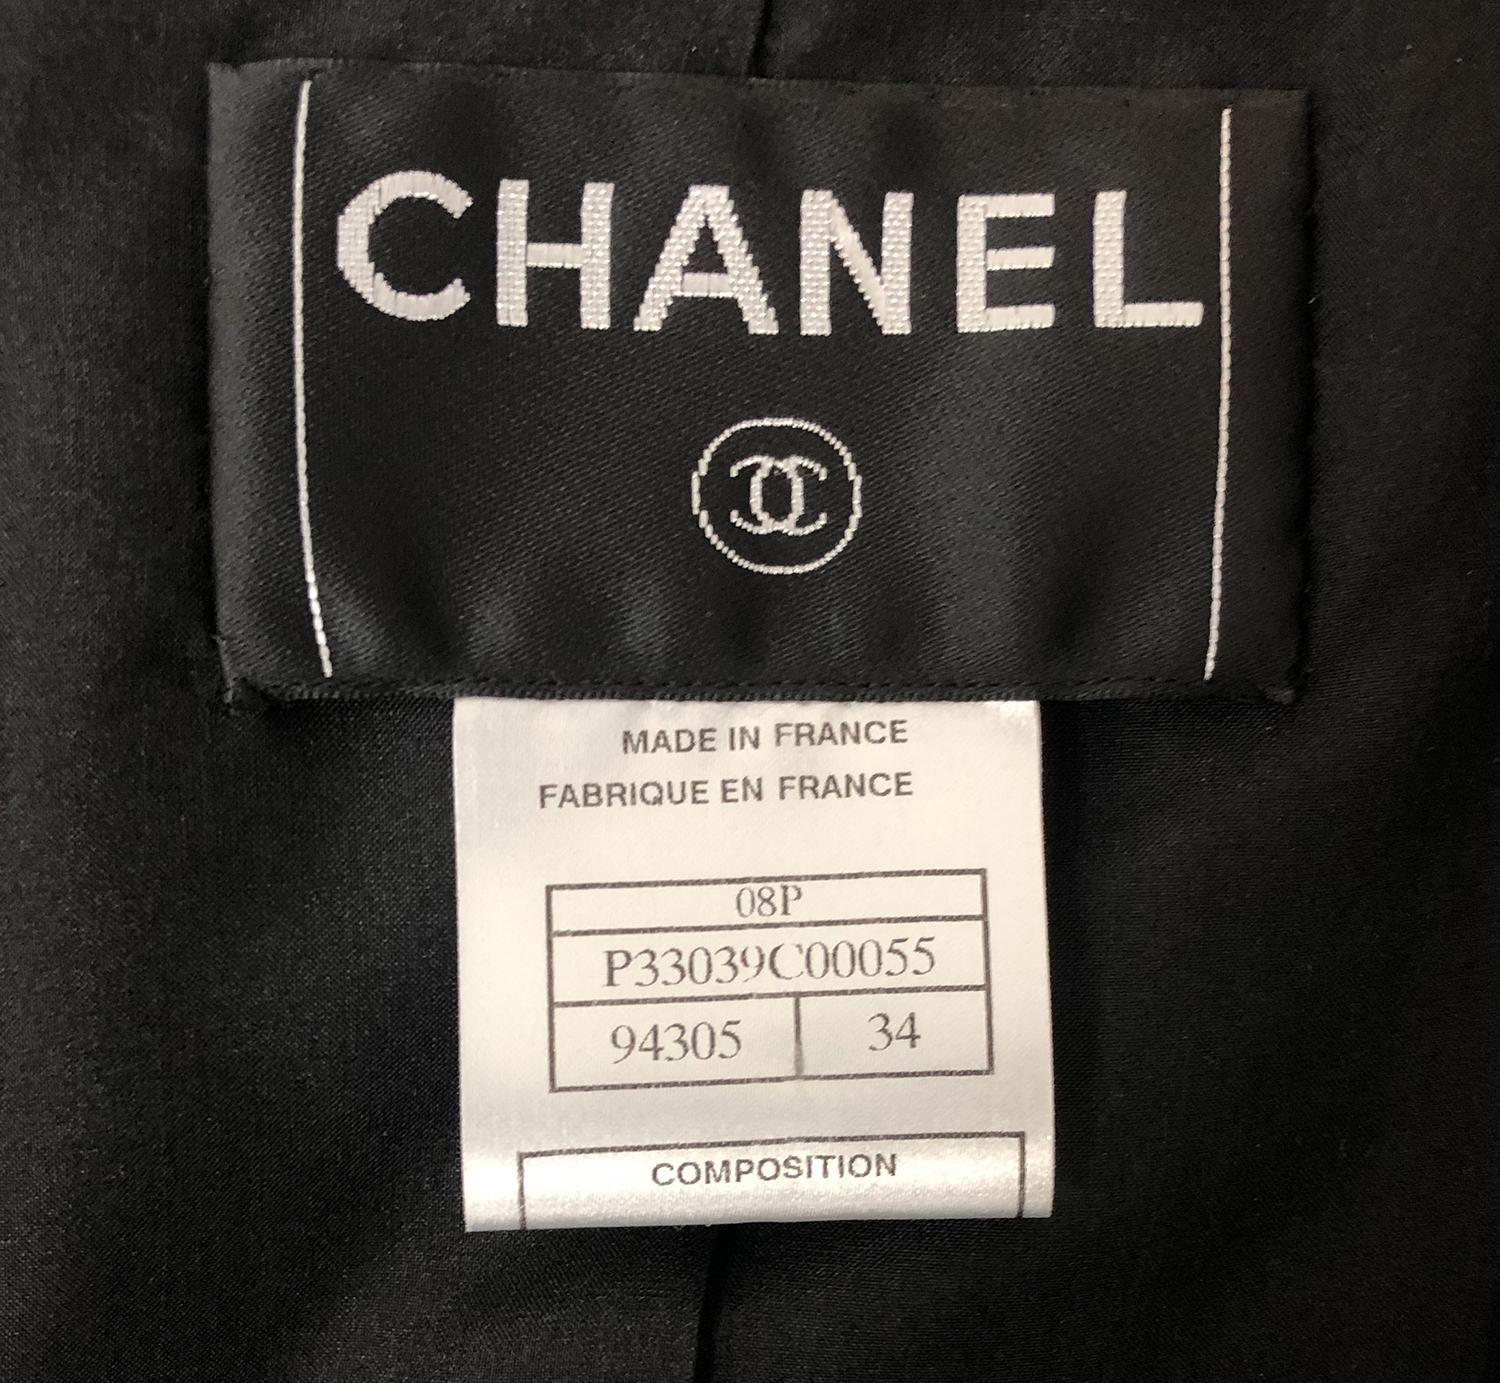 CHANEL
MADE IN FRANCE
FABRIQUE EN FRANCE
08P
P33039C00055
94305 34
COMPOSITION